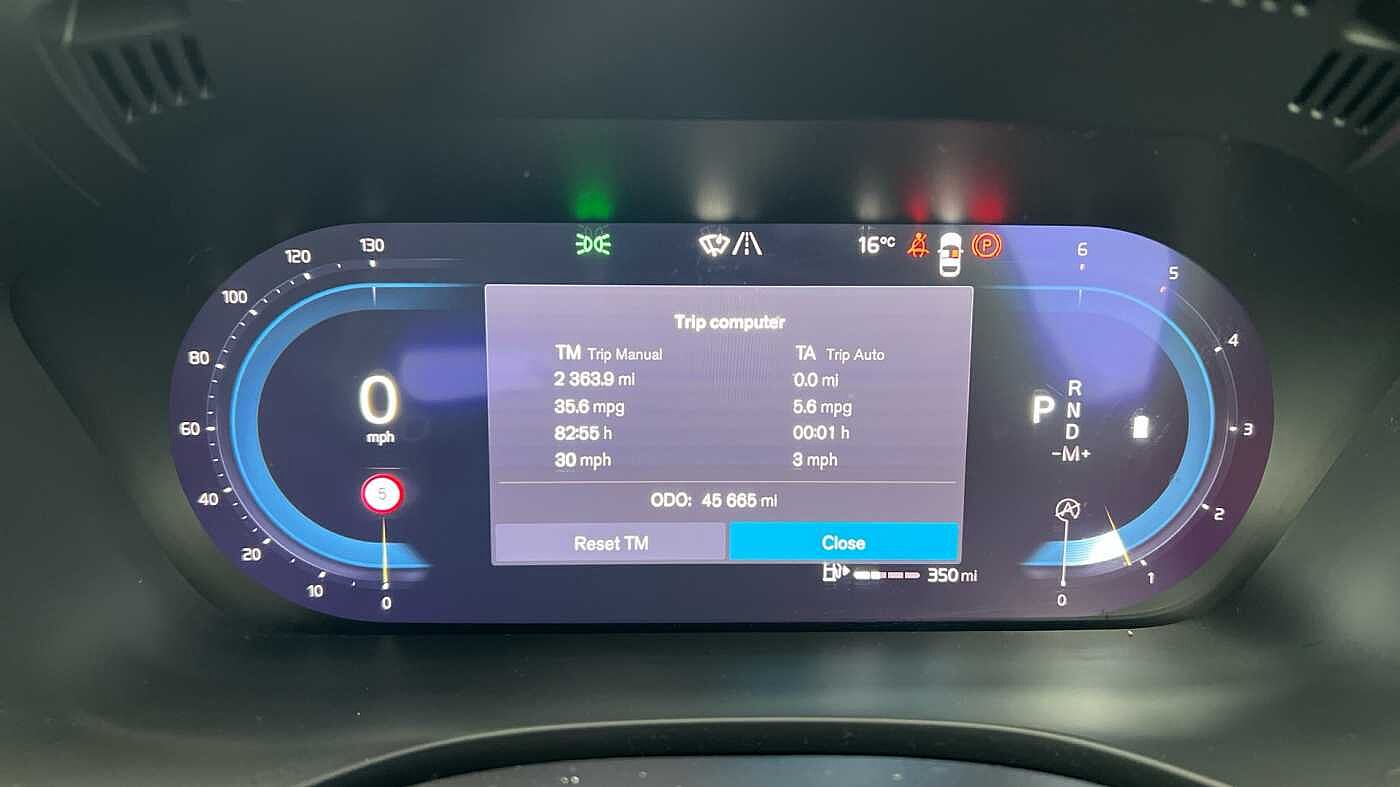 16°C
P
130
120
100
80
60
40
20
10
0
0
mph
5
Trip computer
TM Trip Manual
2 363.9 mi
35.6 mpg
82:55 h
30 mph
TA Trip Auto
0.0 mi
5.6 mpg
00:01 h
3 mph
ODO: 45 665 mi
Reset TM
Close
350 mi
P
R
N
D
-M+
A
6
5
4
3
2
1
0